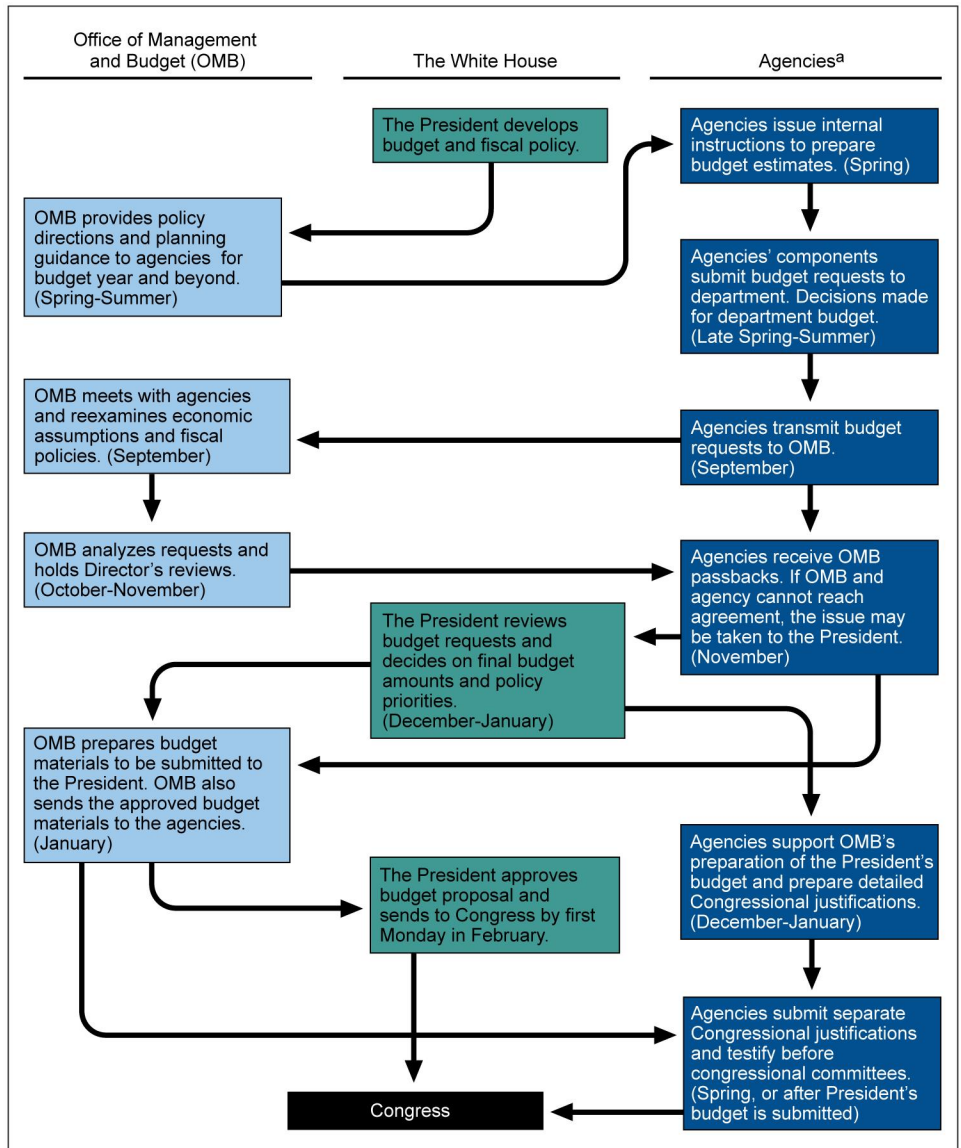 Office of Management
and Budget (OMB)
The White House
Agenciesª
The President develops
budget and fiscal policy.
Agencies issue internal
instructions to prepare
budget estimates. (Spring)
OMB provides policy
directions and planning
guidance to agencies for
budget year and beyond.
(Spring-Summer)
Agencies' components
submit budget requests to
department. Decisions made
for department budget.
(Late Spring-Summer)
OMB meets with agencies
and reexamines economic
assumptions and fiscal
policies. (September)
Agencies transmit budget
requests to OMB.
(September)
OMB analyzes requests and
holds Director's reviews.
(October-November)
Agencies receive OMB
passbacks. If OMB and
agency cannot reach
agreement, the issue may
be taken to the President.
(November)
The President reviews
budget requests and
decides on final budget
amounts and policy
priorities.
(December-January)
OMB prepares budget
materials to be submitted to
the President. OMB also
sends the approved budget
materials to the agencies.
(January)
Agencies support OMB's
preparation of the President's
budget and prepare detailed
Congressional justifications.
(December-January)
The President approves
budget proposal and
sends to Congress by first
Monday in February.
Agencies submit separate
Congressional justifications
and testify before
congressional committees.
(Spring, or after President's
budget is submitted)
Congress